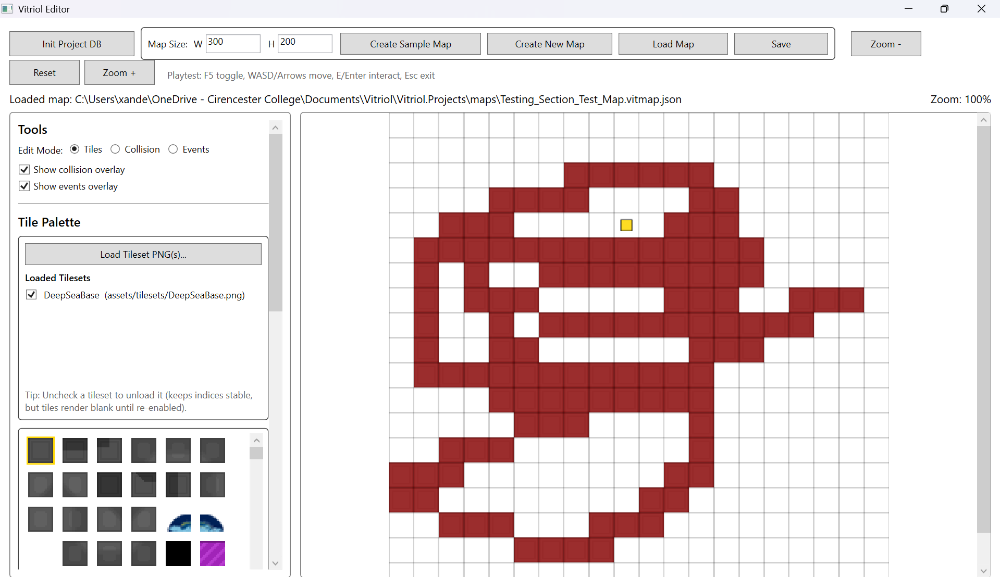 Vitriol Editor
Init Project DB
Map Size: W 300 H 200
Create Sample Map
Create New Map
Load Map
Save
Zoom -
Reset
Zoom +
Playtest: F5 toggle, WASD/Arrows move, E/Enter interact, Esc exit
Loaded map: C:\Users\xande\OneDrive - Cirencester College\Documents\Vitriol\Vitriol.Projects\maps\Testing_Section_Test_Map.vitmap.json
Zoom: 100%
Tools
Edit Mode: Tiles Collision Events
Show collision overlay
Show events overlay
Tile Palette
Load Tileset PNG(s)...
Loaded Tilesets
DeepSeaBase (assets/tilesets/DeepSeaBase.png)
Tip: Uncheck a tileset to unload it (keeps indices stable,
but tiles render blank until re-enabled).